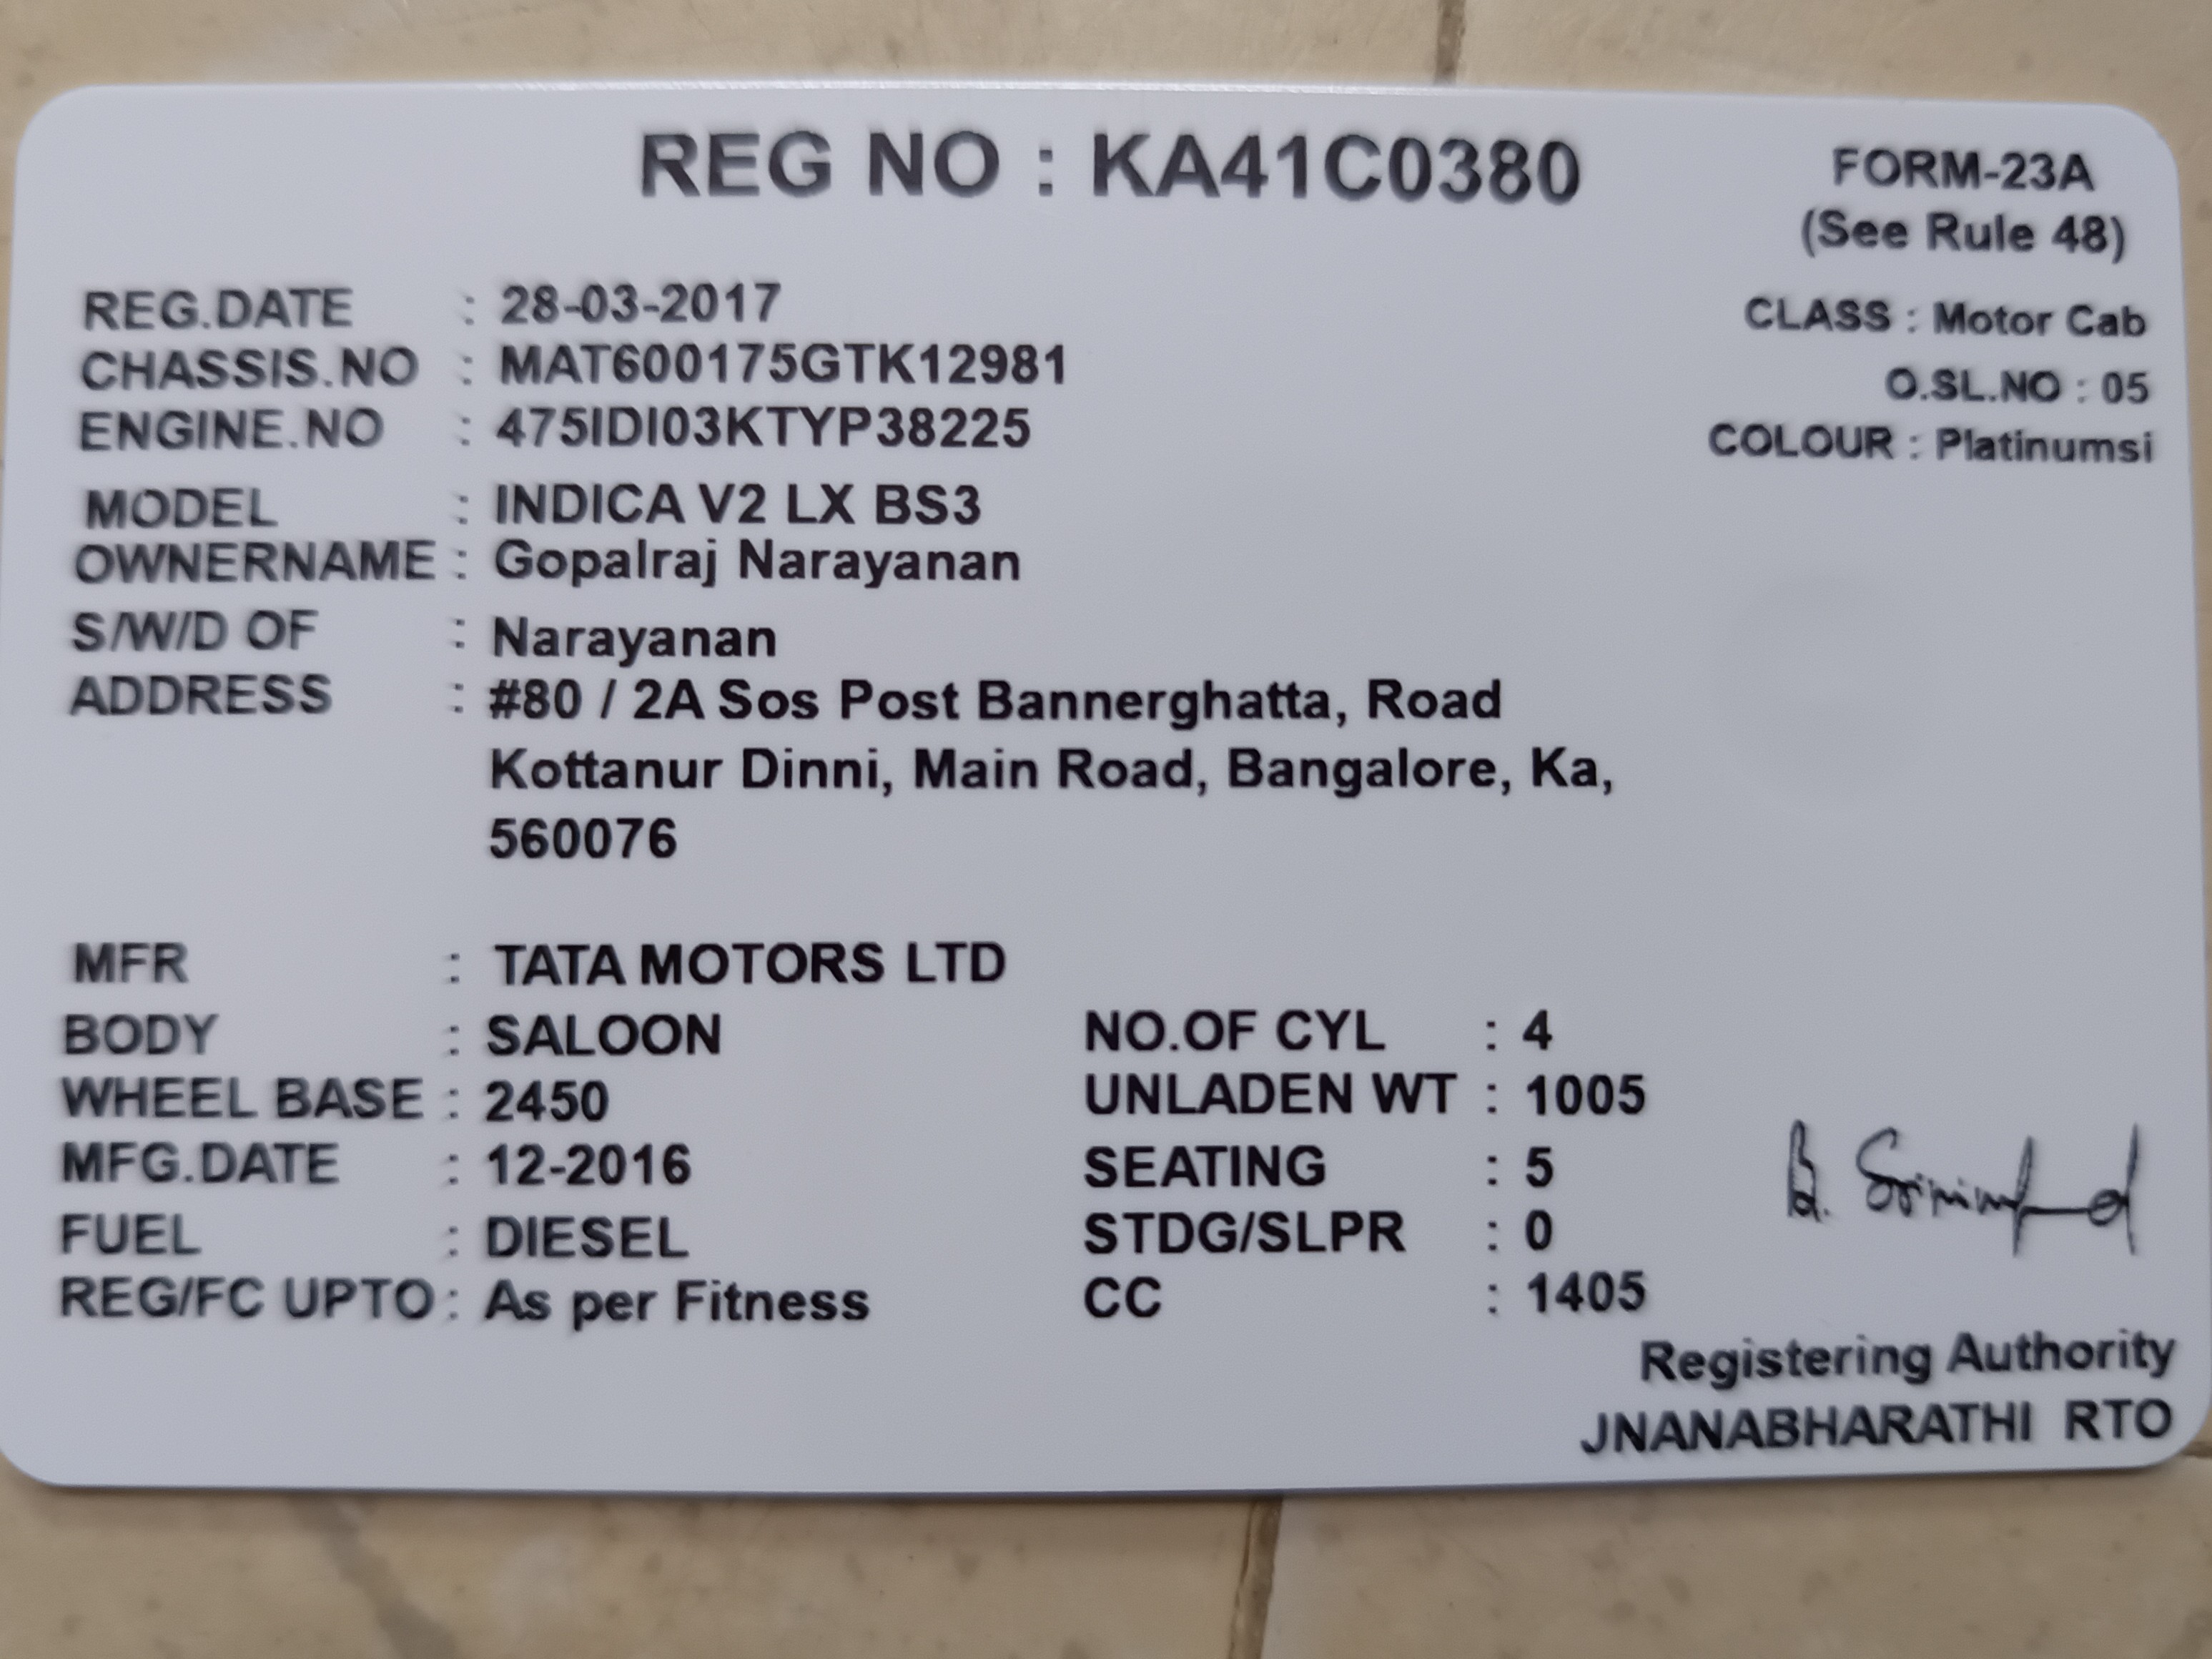 REG NO : KA41C0380
FORM-23A
(See Rule 48)
REG.DATE : 28-03-2017
CLASS : Motor Cab
CHASSIS.NO : MAT600175GTK12981
O.SL.NO : 05
ENGINE.NO : 475IDI03KTYP38225
COLOUR : Platinumsi
MODEL : INDICA V2 LX BS3
OWNERNAME : Gopalraj Narayanan
S/W/D OF : Narayanan
ADDRESS : #80 / 2A Sos Post Bannerghatta, Road
Kottanur Dinni, Main Road, Bangalore, Ka,
560076
MFR : TATA MOTORS LTD
BODY : SALOON
NO.OF CYL : 4
WHEEL BASE : 2450
UNLADEN WT : 1005
MFG.DATE : 12-2016
SEATING : 5
FUEL : DIESEL
STDG/SLPR : 0
REG/FC UPTO : As per Fitness
CC : 1405
Registering Authority
JNANABHARATHI RTO